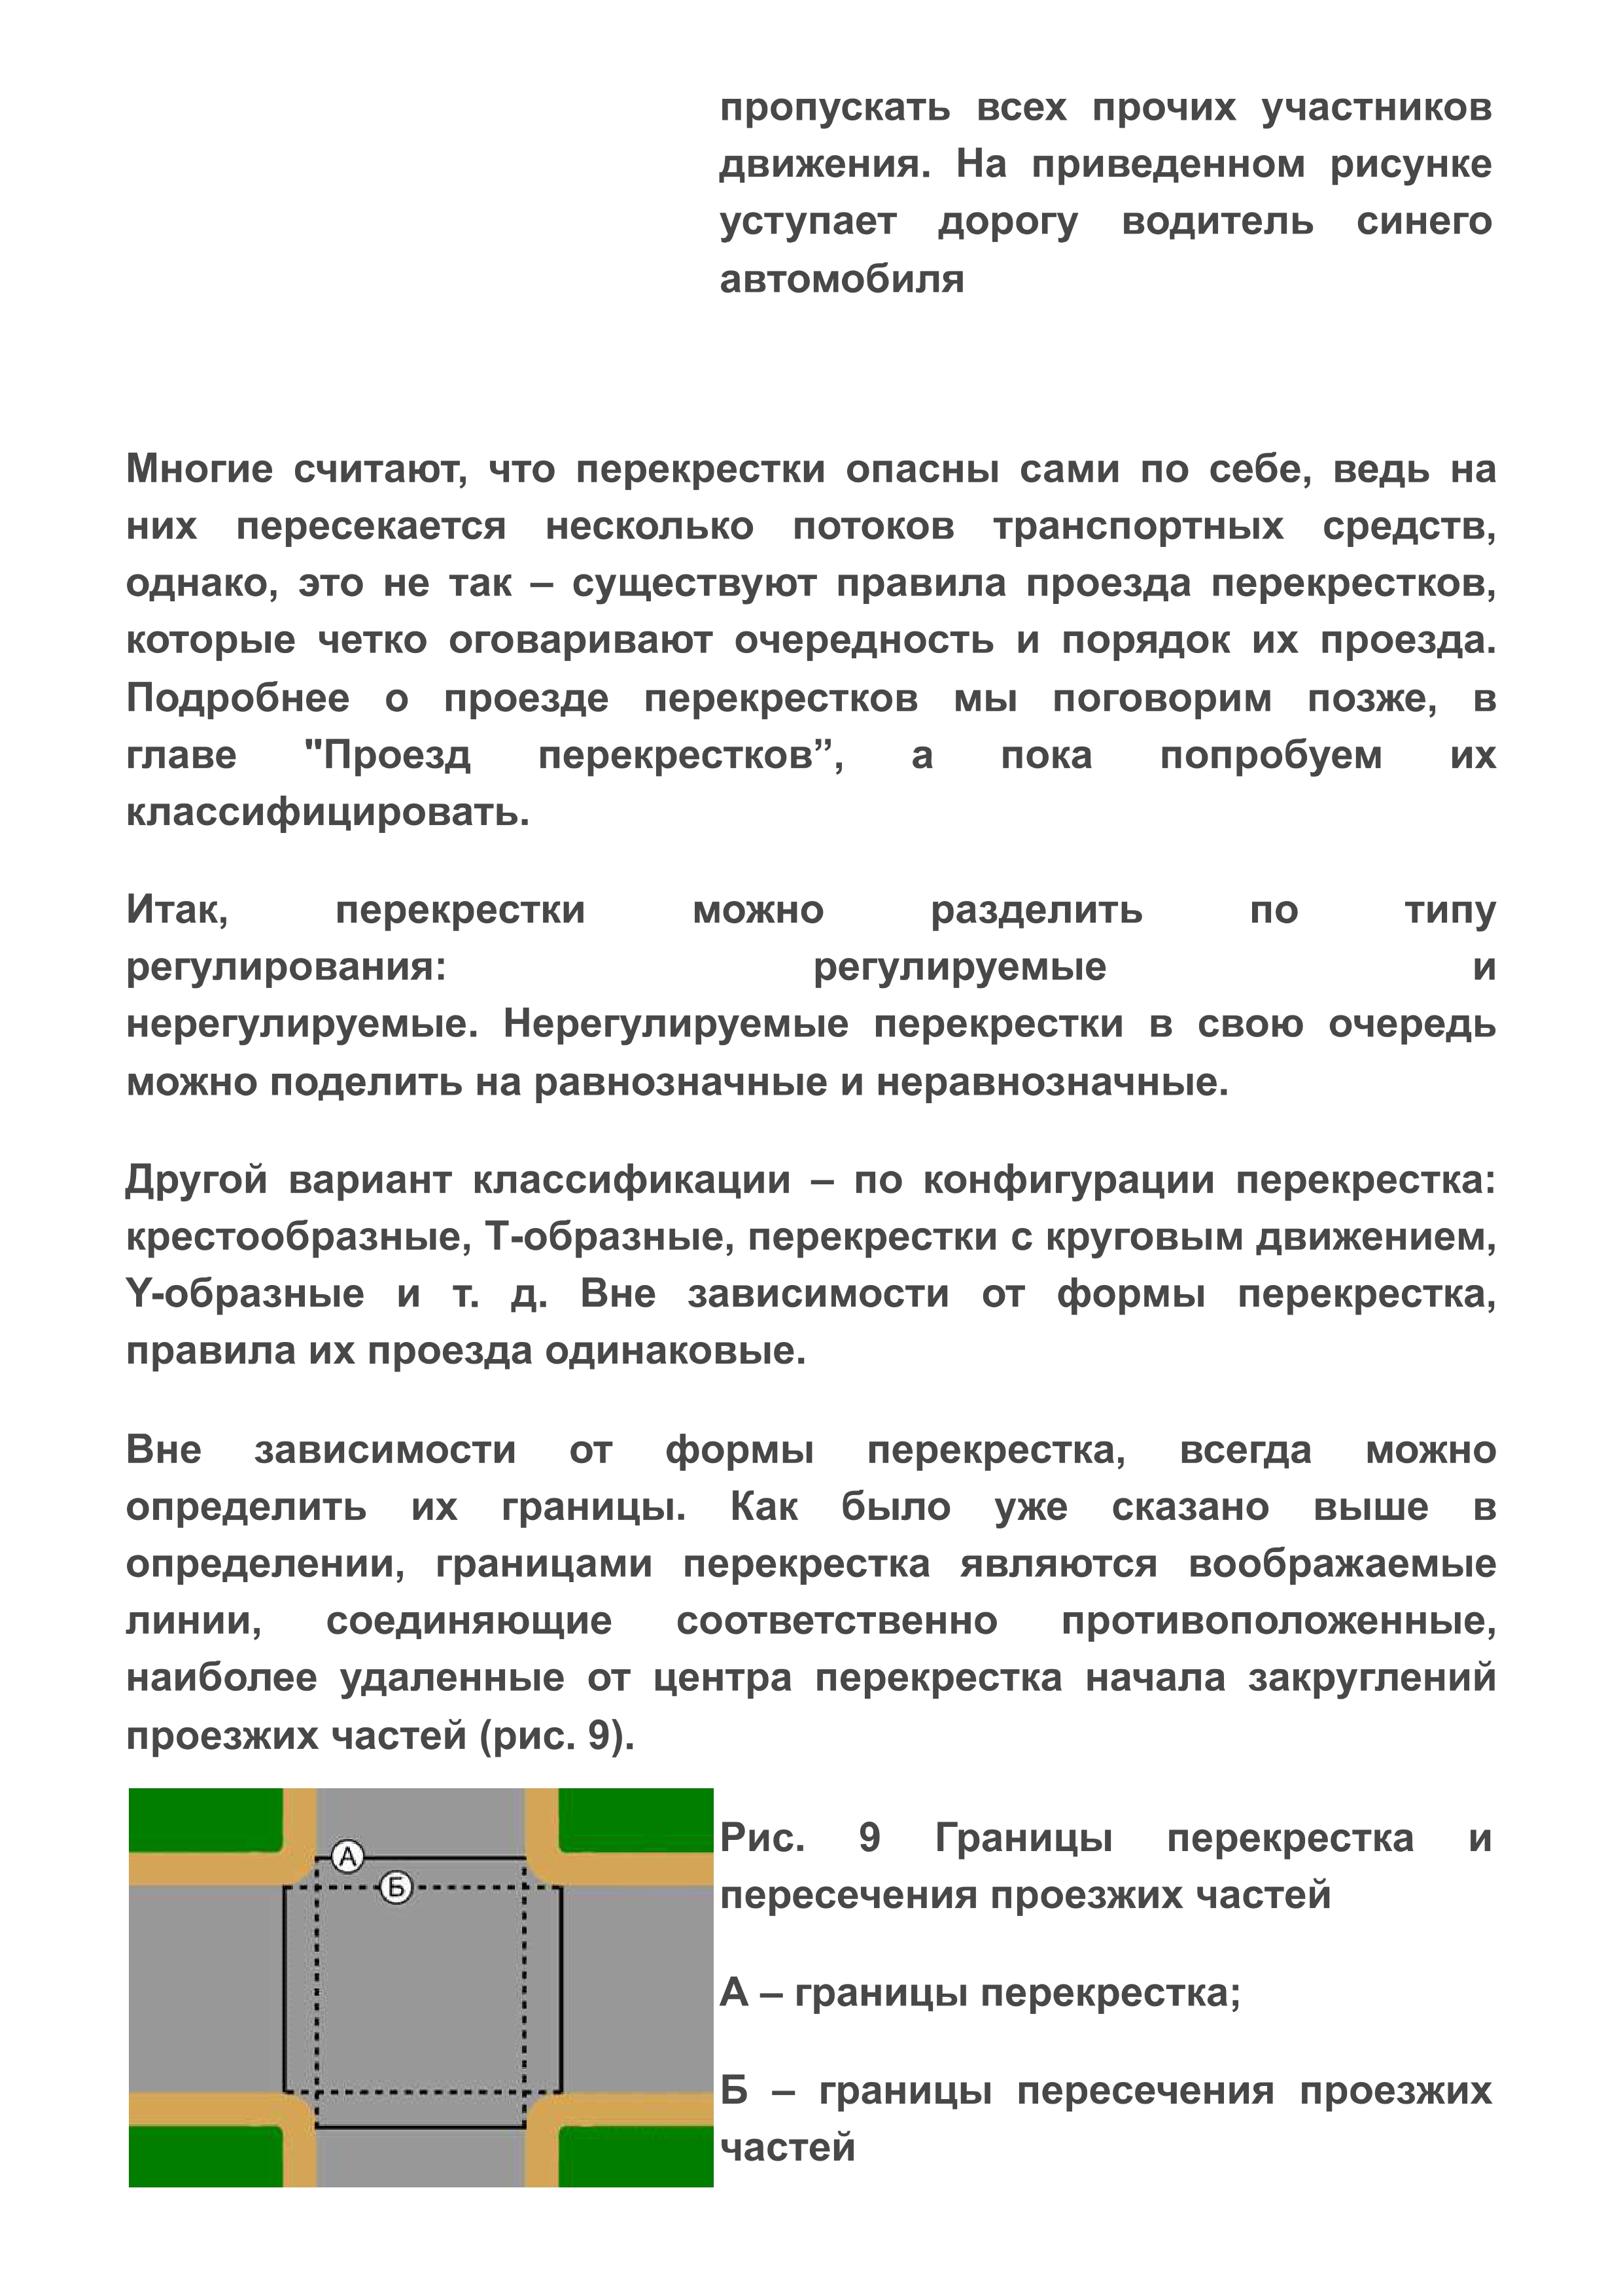 пропускать всех прочих участников
движения. На приведенном рисунке
уступает дорогу водитель синего
автомобиля
Многие считают, что перекрестки опасны сами по себе, ведь на
них пересекается несколько потоков транспортных средств,
однако, это не так – существуют правила проезда перекрестков,
которые четко оговаривают очередность и порядок их проезда.
Подробнее о проезде перекрестков мы поговорим позже, в
главе "Проезд перекрестков”, а пока попробуем их
классифицировать.
Итак, перекрестки можно разделить по типу
регулирования: регулируемые и
нерегулируемые. Нерегулируемые перекрестки в свою очередь
можно поделить на равнозначные и неравнозначные.
Другой вариант классификации – по конфигурации перекрестка:
крестообразные, Т-образные, перекрестки с круговым движением,
Y-образные и т. д. Вне зависимости от формы перекрестка,
правила их проезда одинаковые.
Вне зависимости от формы перекрестка, всегда можно
определить их границы. Как было уже сказано выше в
определении, границами перекрестка являются воображаемые
линии, соединяющие соответственно противоположенные,
наиболее удаленные от центра перекрестка начала закруглений
проезжих частей (рис. 9).
А
Б
Рис. 9 Границы перекрестка и
пересечения проезжих частей
А – границы перекрестка;
Б – границы пересечения проезжих
частей